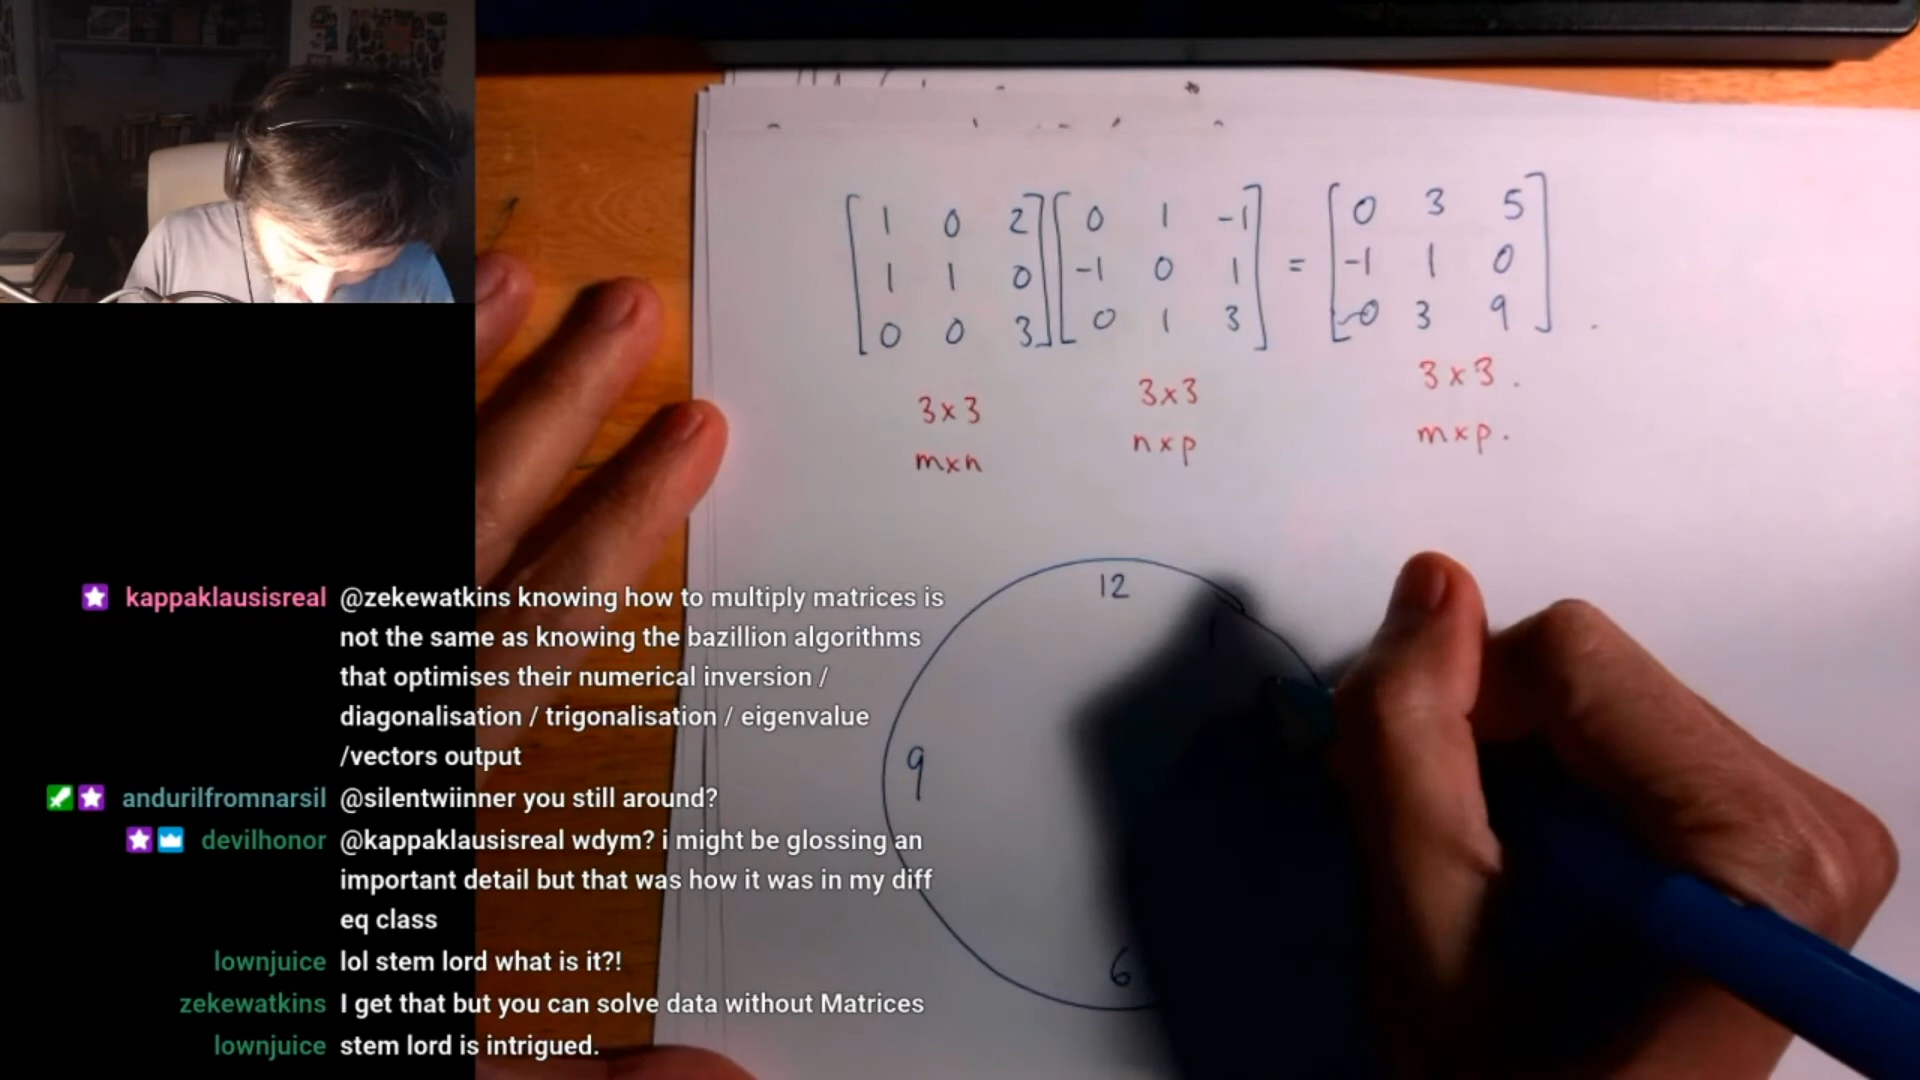 1 0 2 0 1 -1 0 3 5
1 1 0 -1 0 1 = -1 1 0
0 0 3 0 1 3 -0 3 9 .
3x3 3x3 3x3 .
mxn nxp mxp.
12
1
9
6
kappaklausisreal @zekewatkins knowing how to multiply matrices is
not the same as knowing the bazillion algorithms
that optimises their numerical inversion /
diagonalisation / trigonalisation / eigenvalue
/vectors output
andurilfromnarsil @silentwiinner you still around?
devilhonor @kappaklausisreal wdym? i might be glossing an
important detail but that was how it was in my diff
eq class
lownjuice lol stem lord what is it?!
zekewatkins I get that but you can solve data without Matrices
lownjuice stem lord is intrigued.